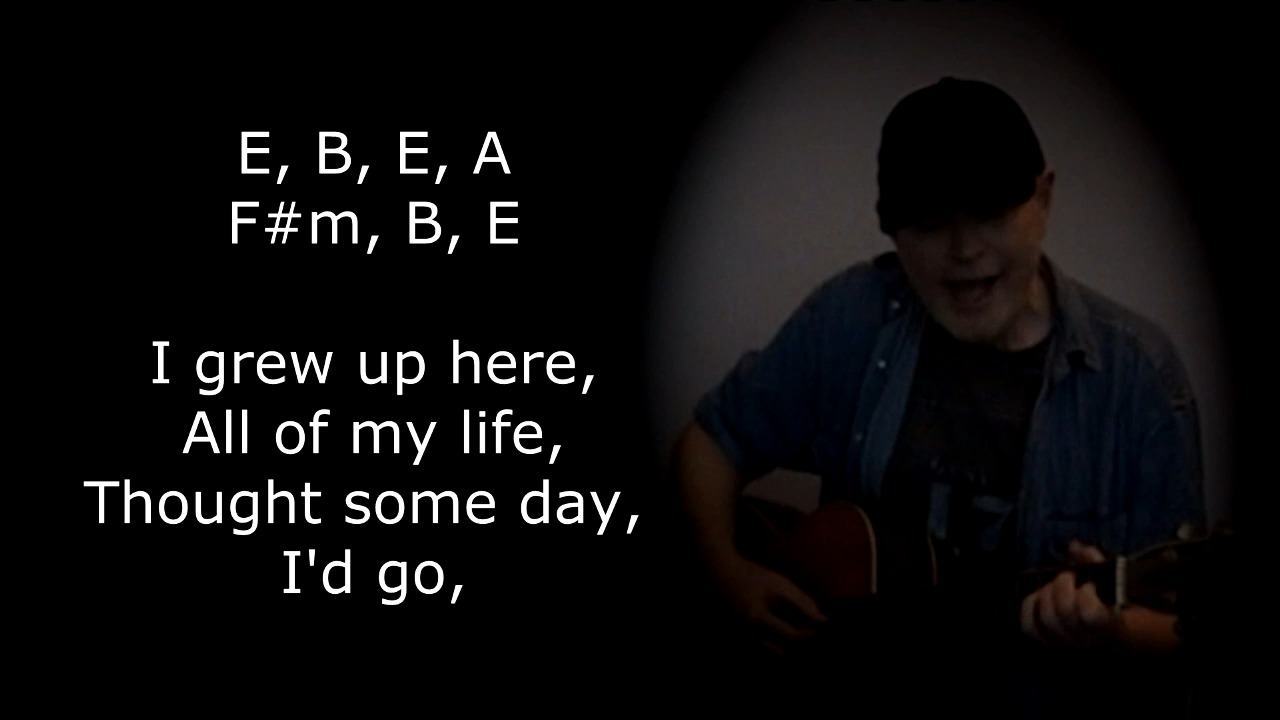 E, B, E, A
F#m, B, E
I grew up here,
All of my life,
Thought some day,
I'd go,